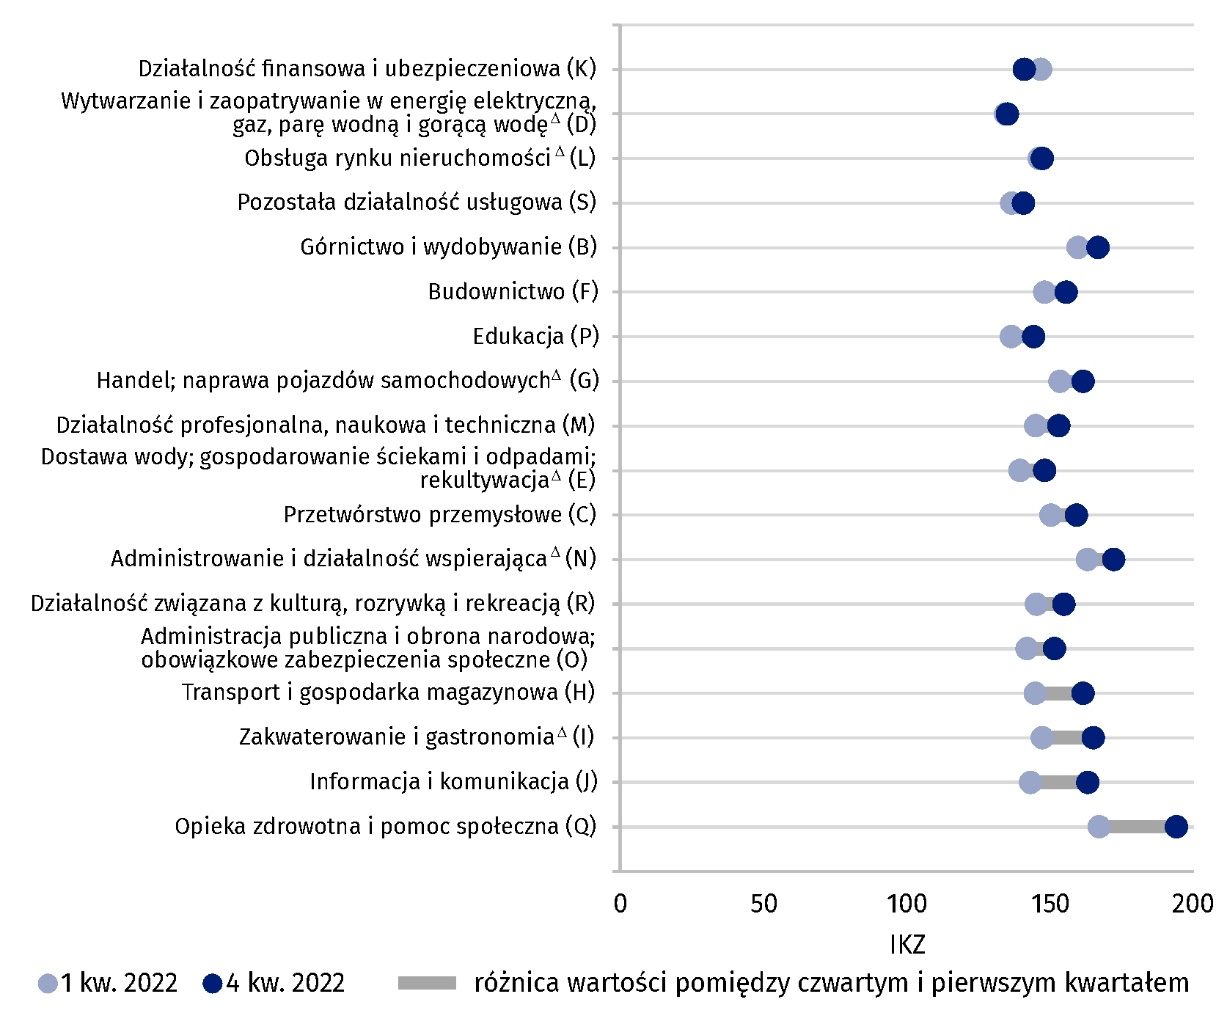 Działalność finansowa i ubezpieczeniowa (K)
Wytwarzanie i zaopatrywanie w energię elektryczną,
gaz, parę wodną i gorącą wodę∆ (D)
Obsługa rynku nieruchomości∆ (L)
Pozostała działalność usługowa (S)
Górnictwo i wydobywanie (B)
Budownictwo (F)
Edukacja (P)
Handel; naprawa pojazdów samochodowych∆ (G)
Działalność profesjonalna, naukowa i techniczna (M)
Dostawa wody; gospodarowanie ściekami i odpadami;
rekultywacja∆ (E)
Przetwórstwo przemysłowe (C)
Administrowanie i działalność wspierająca∆ (N)
Działalność związana z kulturą, rozrywką i rekreacją (R)
Administracja publiczna i obrona narodowa;
obowiązkowe zabezpieczenia społeczne (O)
Transport i gospodarka magazynowa (H)
Zakwaterowanie i gastronomia∆ (I)
Informacja i komunikacja (J)
Opieka zdrowotna i pomoc społeczna (Q)
0 50 100 150 200
IKZ
1 kw. 2022 4 kw. 2022 różnica wartości pomiędzy czwartym i pierwszym kwartałem